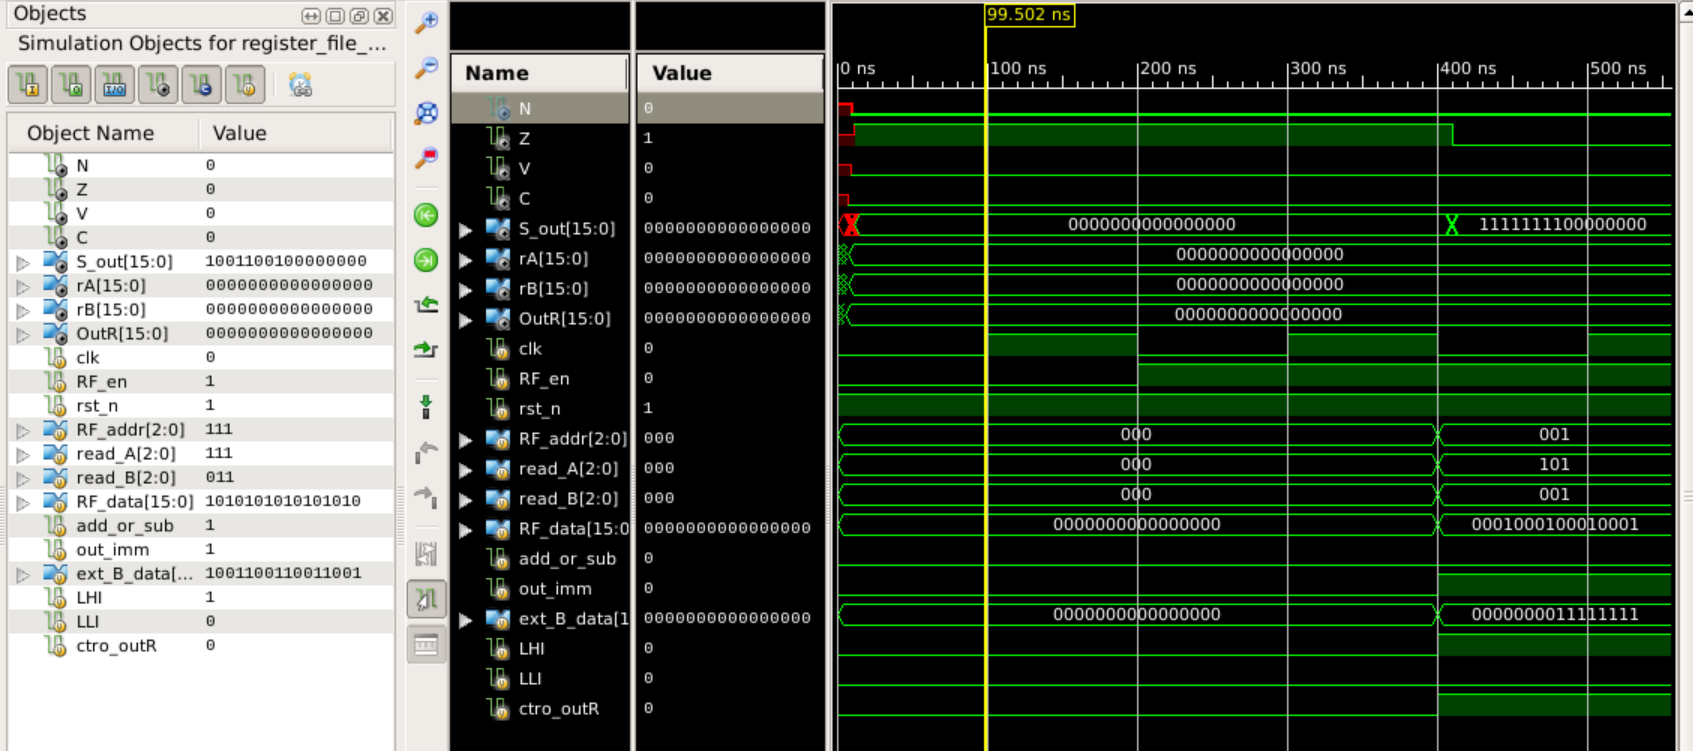 Objects
Simulation Objects for register_file_...
Object Name Value
N 0
Z 0
V 0
C 0
S_out[15:0] 1001100100000000
rA[15:0] 0000000000000000
rB[15:0] 0000000000000000
OutR[15:0] 0000000000000000
clk 0
RF_en 1
rst_n 1
RF_addr[2:0] 111
read_A[2:0] 111
read_B[2:0] 011
RF_data[15:0] 1010101010101010
add_or_sub 1
out_imm 1
ext_B_data[... 1001100110011001
LHI 1
LLI 0
ctro_outR 0
Name Value
N 0
Z 1
V 0
C 0
S_out[15:0] 0000000000000000
rA[15:0] 0000000000000000
rB[15:0] 0000000000000000
OutR[15:0] 0000000000000000
clk 0
RF_en 0
rst_n 1
RF_addr[2:0] 000
read_A[2:0] 000
read_B[2:0] 000
RF_data[15:0 0000000000000000
add_or_sub 0
out_imm 0
ext_B_data[1 0000000000000000
LHI 0
LLI 0
ctro_outR 0
99.502 ns
0 ns 100 ns 200 ns 300 ns 400 ns 500 ns
0000000000000000 1111111100000000
0000000000000000
0000000000000000
0000000000000000
000 001
000 101
000 001
0000000000000000 0001000100010001
0000000000000000 0000000011111111